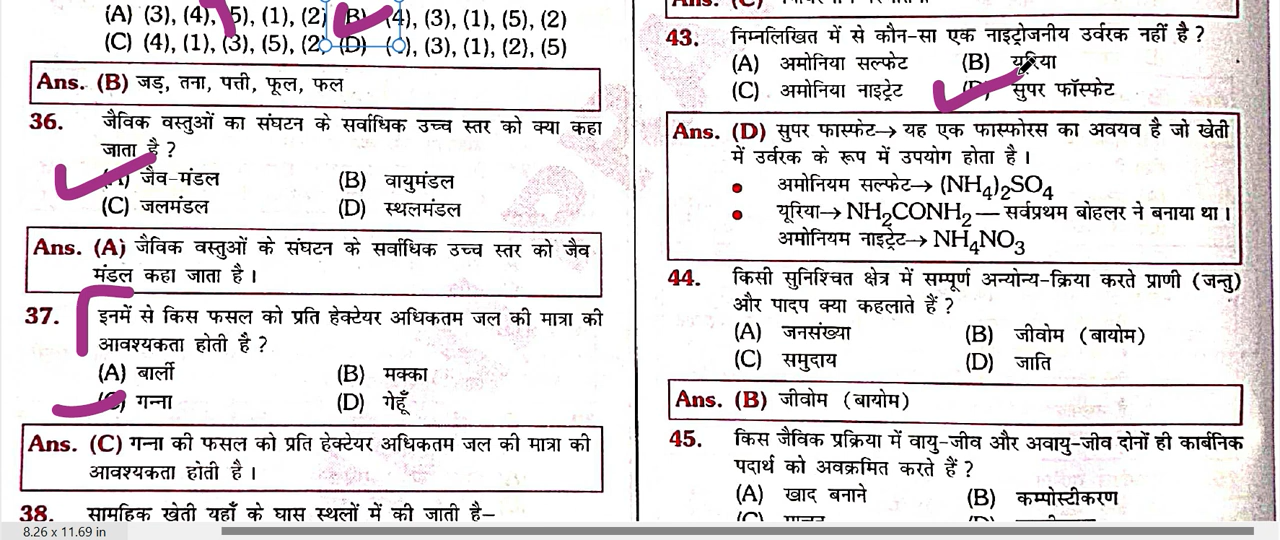 (A) (3), (4), (5), (1), (2) (B) (4), (3), (1), (5), (2)
(C) (4), (1), (3), (5), (2) (D) (3), (1), (2), (5)
Ans. (B) जड़, तना, पत्ती, फूल, फल
36. जैविक वस्तुओं का संघटन के सर्वाधिक उच्च स्तर को क्या कहा
जाता है ?
(A) जैव-मंडल (B) वायुमंडल
(C) जलमंडल (D) स्थलमंडल
Ans. (A) जैविक वस्तुओं के संघटन के सर्वाधिक उच्च स्तर को जैव
मंडल कहा जाता है।
37. इनमें से किस फसल को प्रति हेक्टेयर अधिकतम जल की मात्रा की
आवश्यकता होती है ?
(A) बार्ली (B) मक्का
(C) गन्ना (D) गेहूँ
Ans. (C) गन्ना की फसल को प्रति हेक्टेयर अधिकतम जल की मात्रा की
आवश्यकता होती है।
38. सामूहिक खेती यहाँ के घास स्थलों में की जाती है–
Ans. (C)
43. निम्नलिखित में से कौन-सा एक नाइट्रोजनीय उर्वरक नहीं है ?
(A) अमोनिया सल्फेट (B) यूरिया
(C) अमोनिया नाइट्रेट (D) सुपर फॉस्फेट
Ans. (D) सुपर फास्फेट→ यह एक फास्फोरस का अवयव है जो खेती
में उर्वरक के रूप में उपयोग होता है।
• अमोनियम सल्फेट→ (NH4)2SO4
• यूरिया→ NH2CONH2 — सर्वप्रथम बोहलर ने बनाया था।
अमोनियम नाइट्रेट→ NH4NO3
44. किसी सुनिश्चित क्षेत्र में सम्पूर्ण अन्योन्य-क्रिया करते प्राणी (जन्तु)
और पादप क्या कहलाते हैं ?
(A) जनसंख्या (B) जीवोम (बायोम)
(C) समुदाय (D) जाति
Ans. (B) जीवोम (बायोम)
45. किस जैविक प्रक्रिया में वायु-जीव और अवायु-जीव दोनों ही कार्बनिक
पदार्थ को अवक्रमित करते हैं ?
(A) खाद बनाने (B) कम्पोस्टीकरण
8.26 x 11.69 in